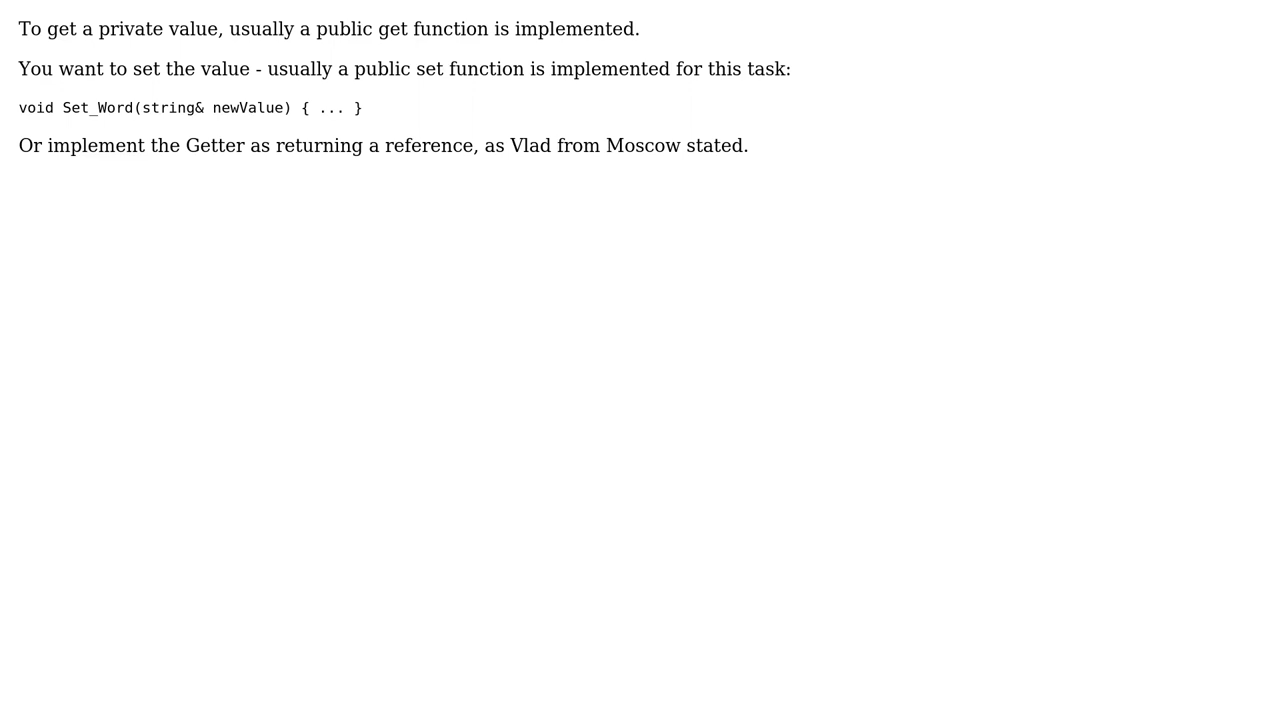 To get a private value, usually a public get function is implemented.
You want to set the value - usually a public set function is implemented for this task:
void Set_Word(string& newValue) { ... }
Or implement the Getter as returning a reference, as Vlad from Moscow stated.